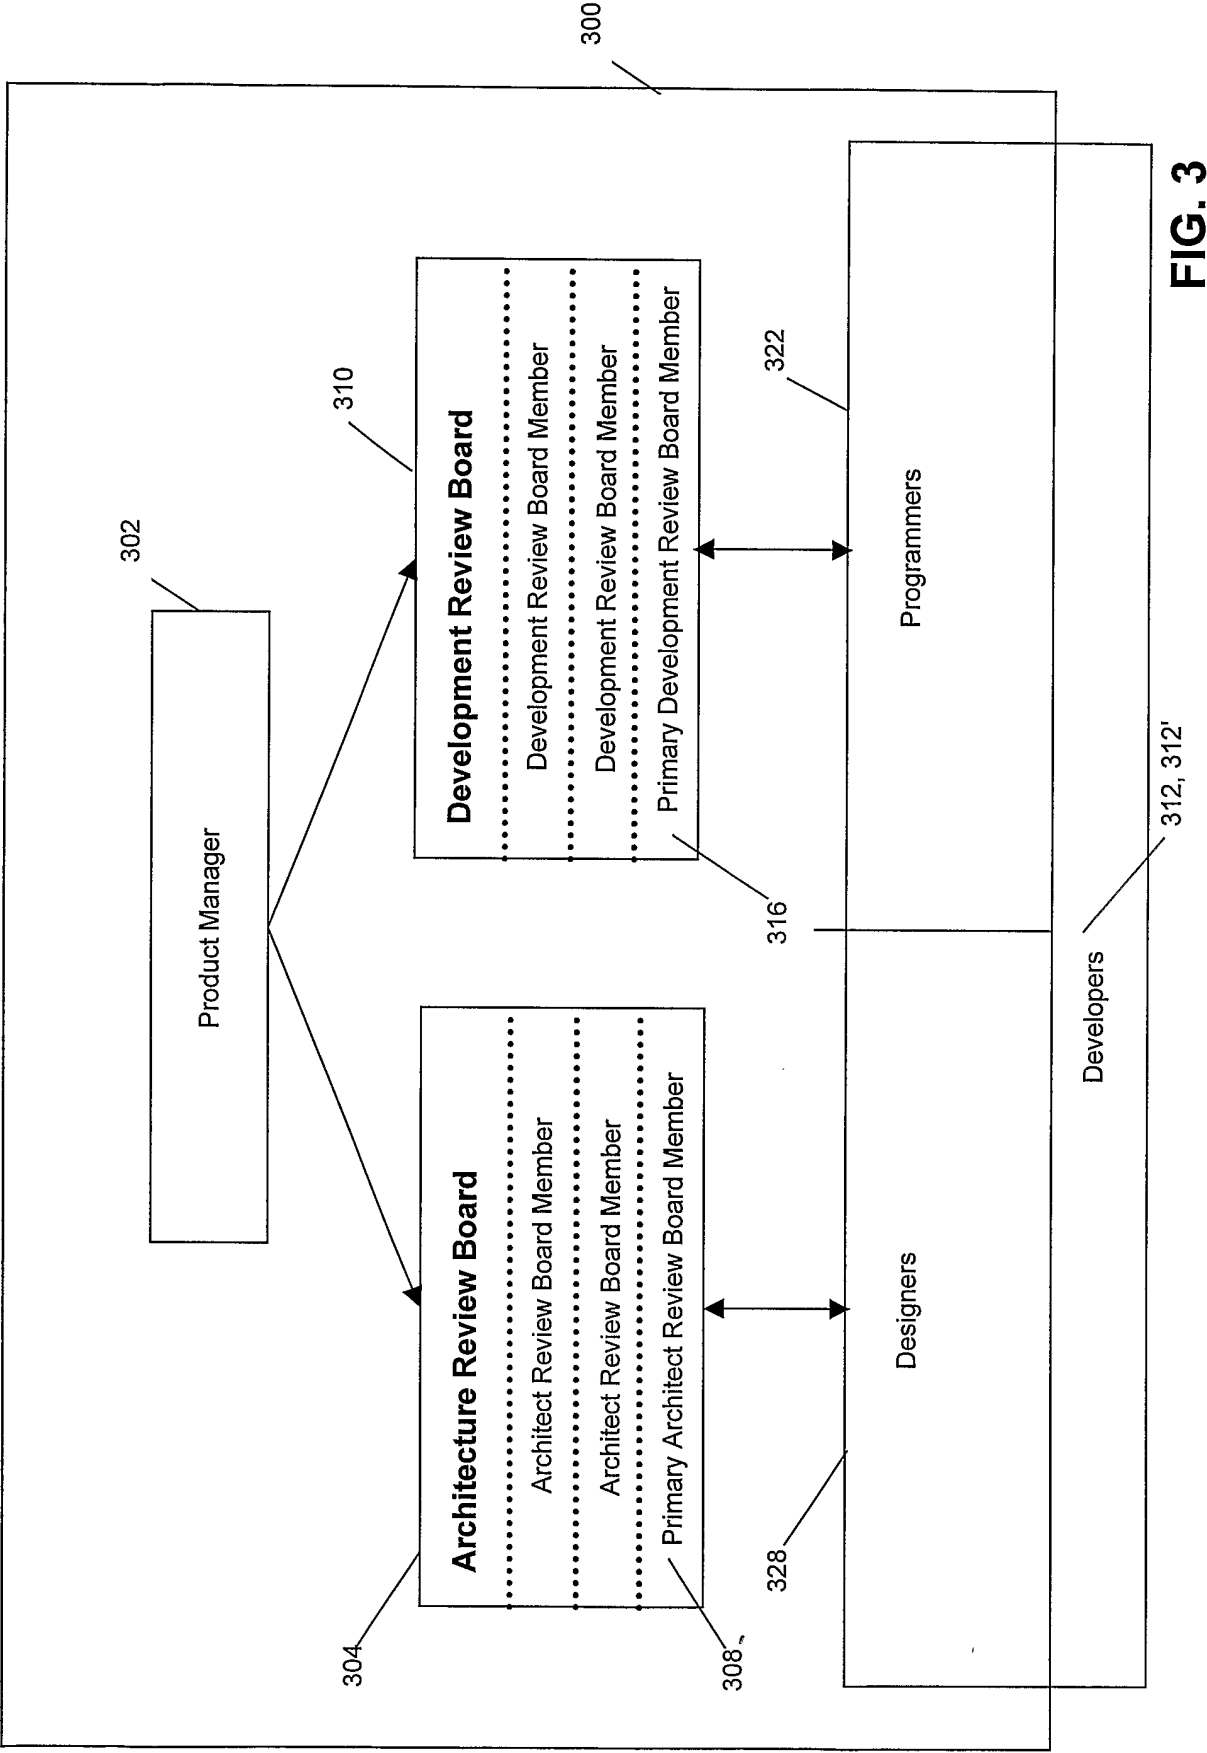 300
302
Product Manager
304
310
Architecture Review Board
Architect Review Board Member
Architect Review Board Member
Primary Architect Review Board Member
Development Review Board
Development Review Board Member
Development Review Board Member
Primary Development Review Board Member
308
316
328
322
Designers
Programmers
Developers
312, 312'
FIG. 3